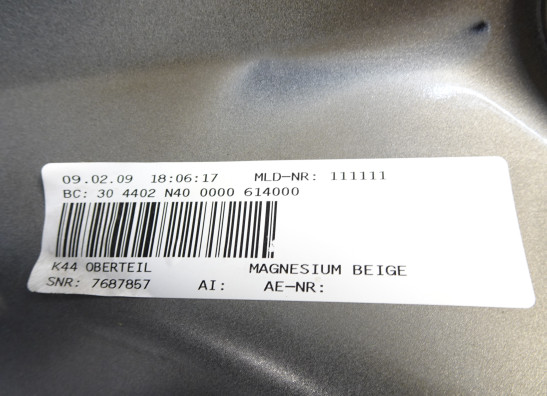 09.02.09 18:06:17 MLD-NR: 111111
BC: 30 4402 N40 0000 614000
K44 OBERTEIL MAGNESIUM BEIGE
SNR: 7687857 AI: AE-NR: